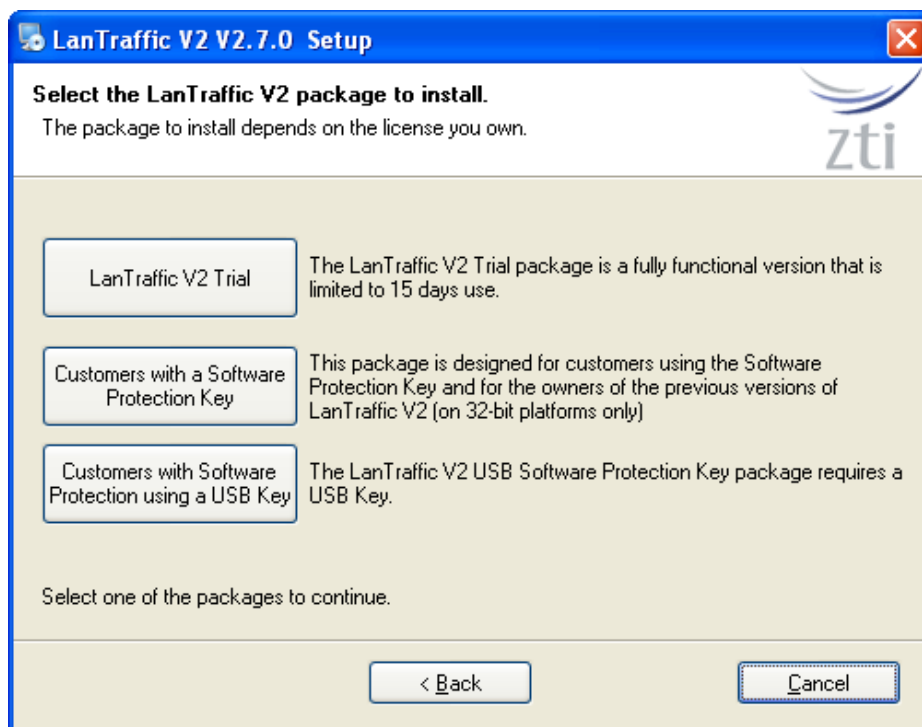 LanTraffic V2 V2.7.0 Setup
Select the LanTraffic V2 package to install.
The package to install depends on the license you own.
zti
LanTraffic V2 Trial
The LanTraffic V2 Trial package is a fully functional version that is
limited to 15 days use.
Customers with a Software
Protection Key
This package is designed for customers using the Software
Protection Key and for the owners of the previous versions of
LanTraffic V2 (on 32-bit platforms only)
Customers with Software
Protection using a USB Key
The LanTraffic V2 USB Software Protection Key package requires a
USB Key.
Select one of the packages to continue.
< Back
Cancel